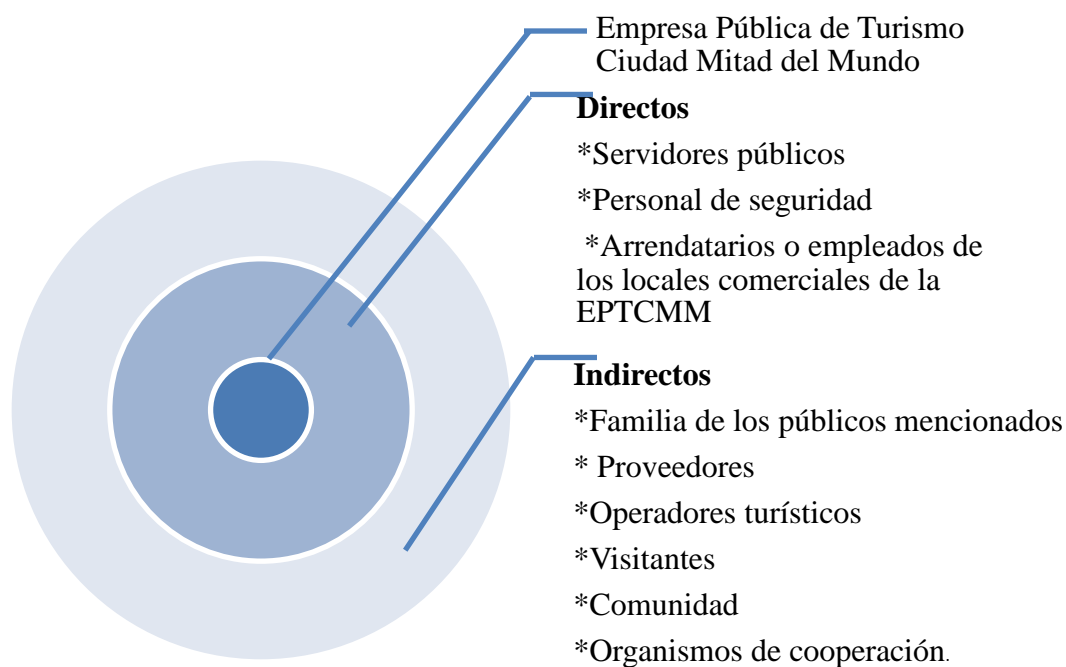 Empresa Pública de Turismo
Ciudad Mitad del Mundo
Directos
*Servidores públicos
*Personal de seguridad
*Arrendatarios o empleados de
los locales comerciales de la
EPTCMM
Indirectos
*Familia de los públicos mencionados
* Proveedores
*Operadores turísticos
*Visitantes
*Comunidad
*Organismos de cooperación.